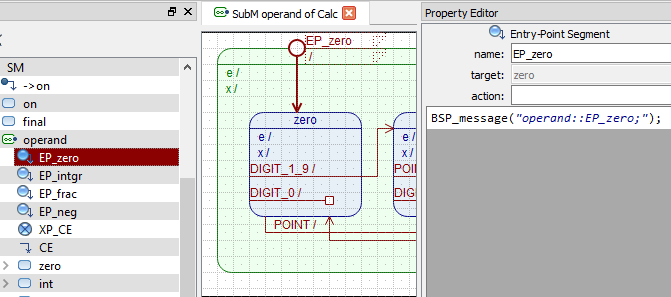 SM
->on
on
final
operand
EP_zero
EP_intgr
EP_frac
EP_neg
XP_CE
CE
zero
int
SubM operand of Calc
EP_zero
/
e /
x /
zero
e /
x /
DIGIT_1_9 /
DIGIT_0 /
POINT /
e /
x /
POI
DIG
Property Editor
Entry-Point Segment
name: EP_zero
target: zero
action:
BSP_message("operand::EP_zero;");